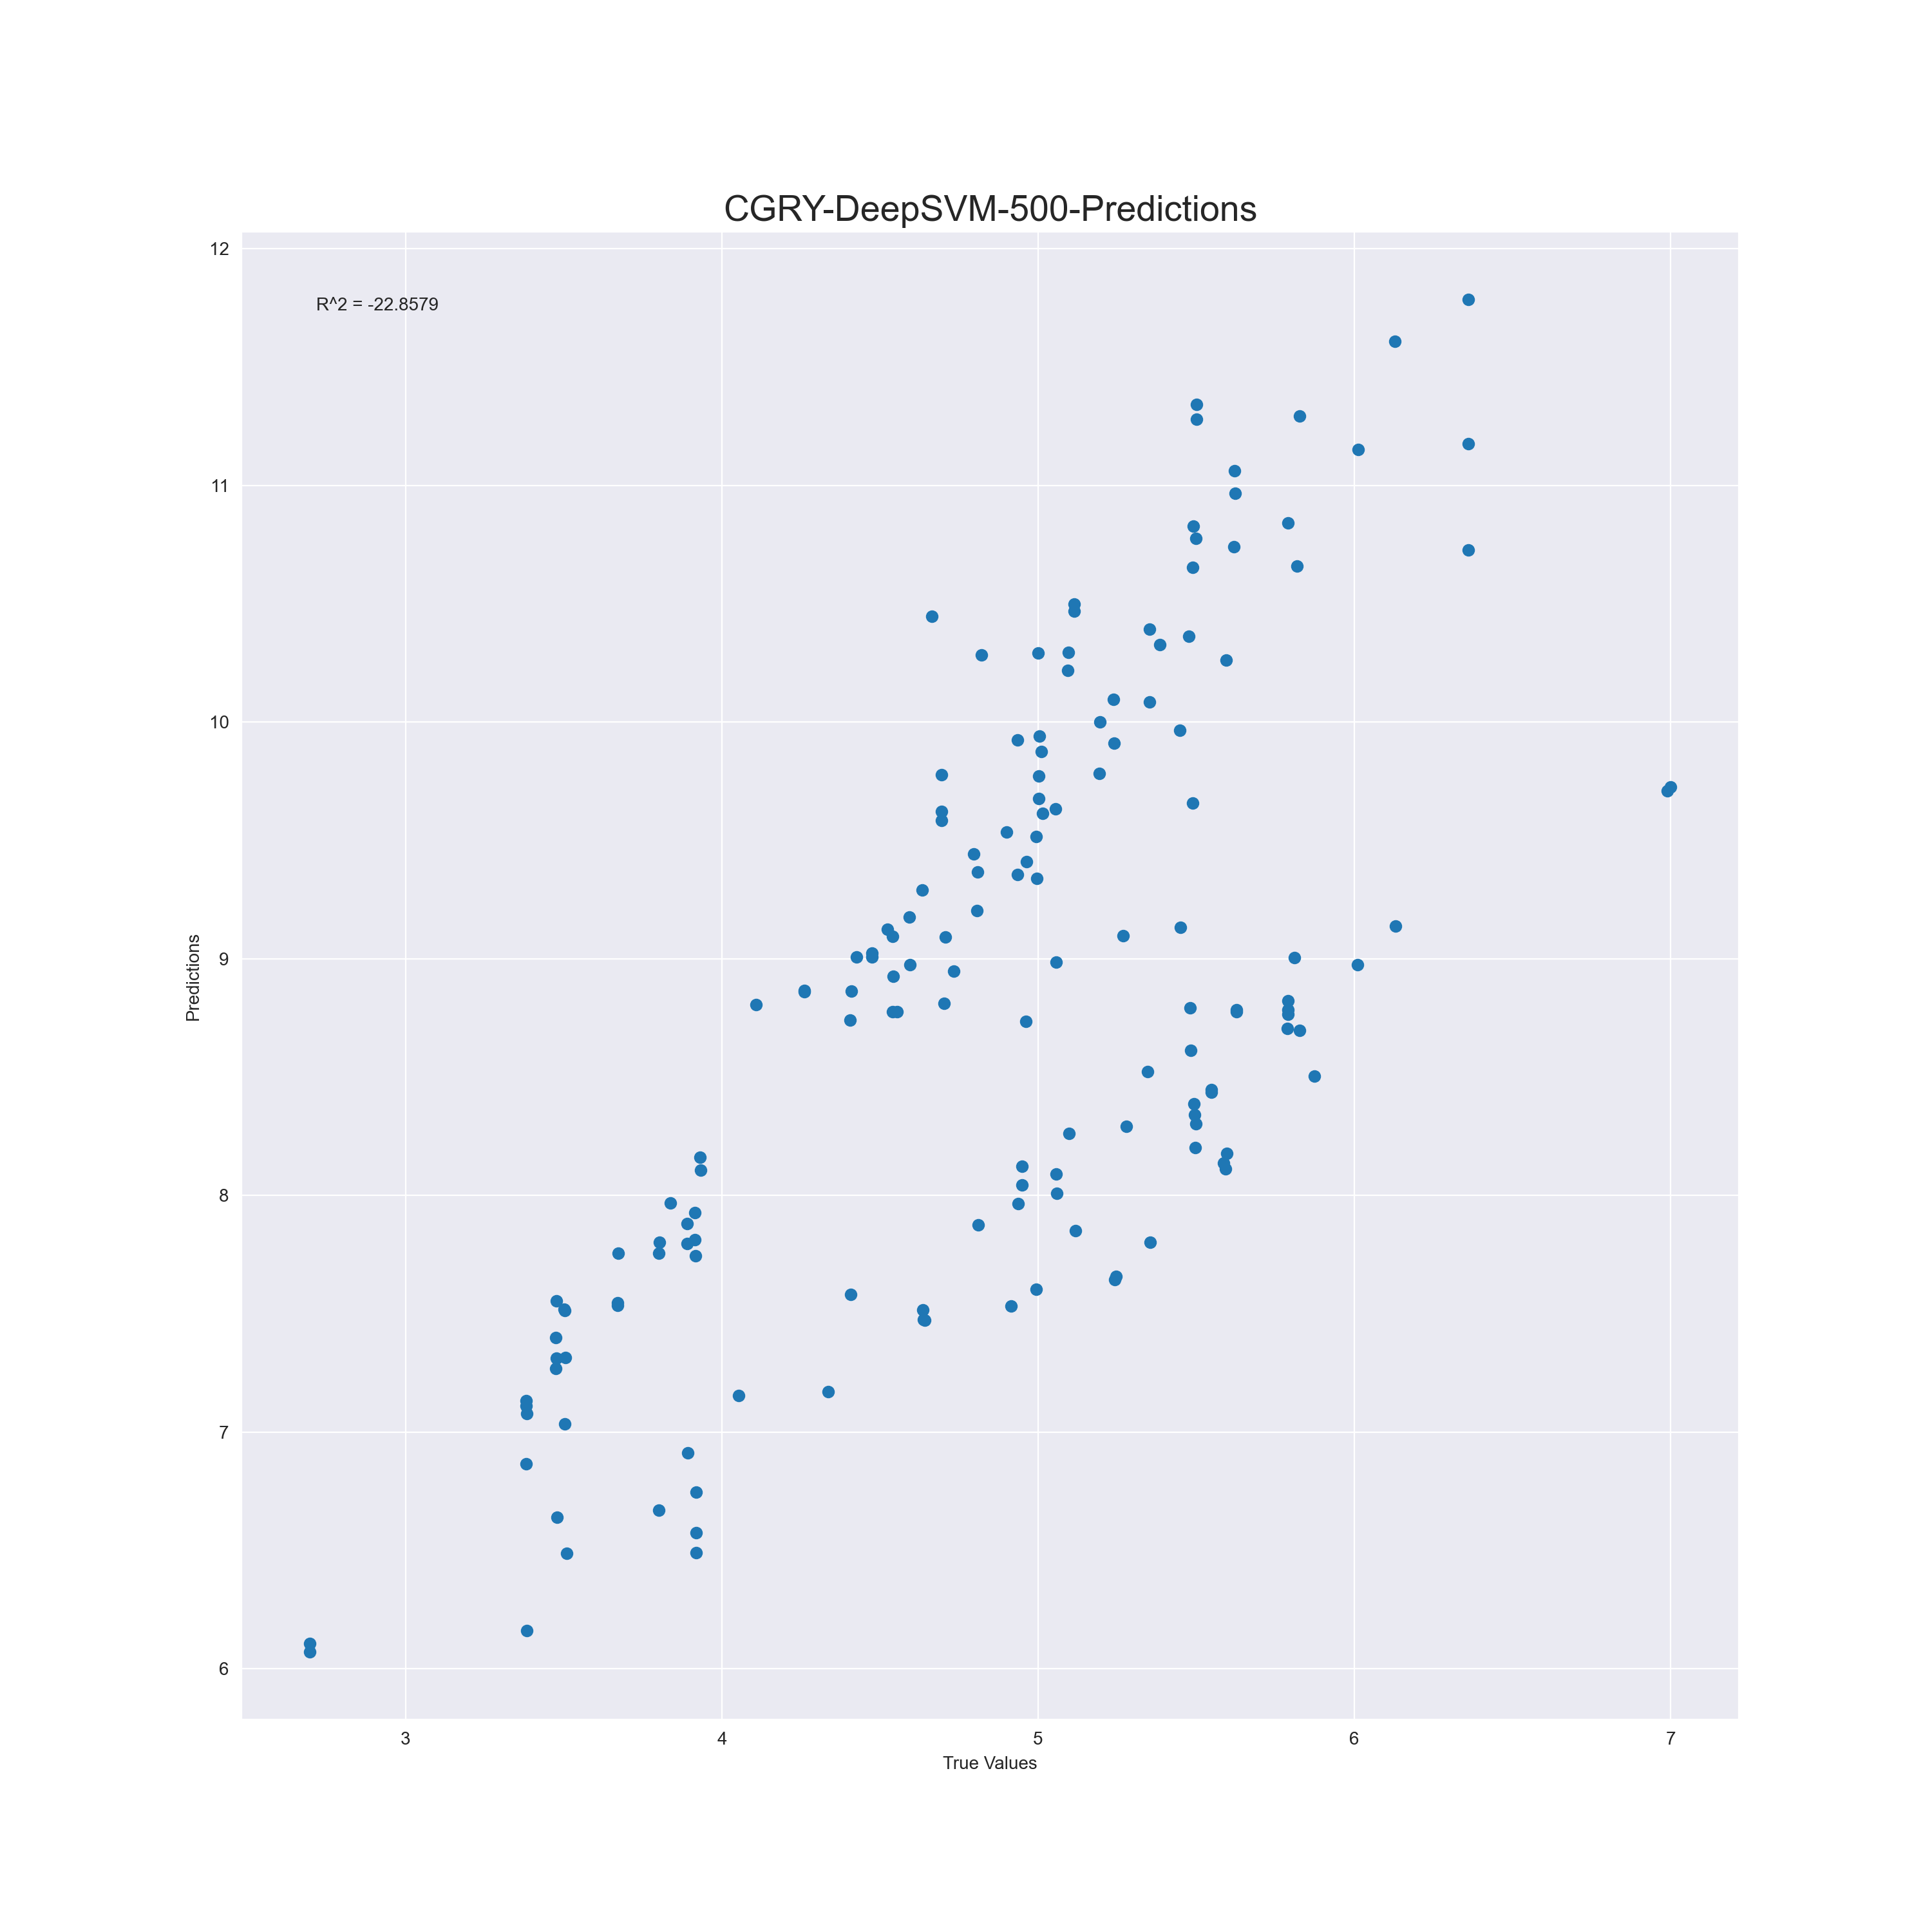 CGRY-DeepSVM-500-Predictions
12
R^2 = -22.8579
11
10
9
Predictions
8
7
6
3 4 5 6 7
True Values